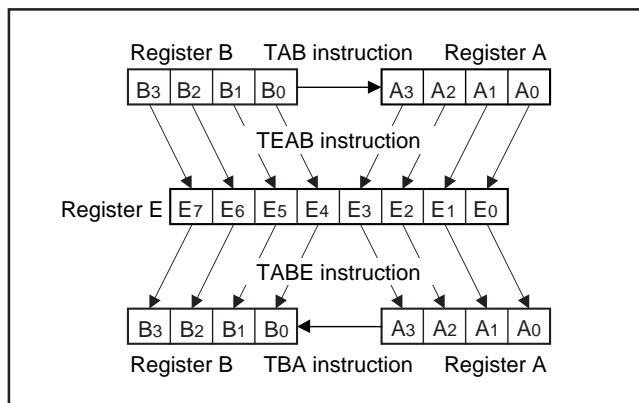 Register B TAB instruction Register A
B3 B2 B1 B0 A3 A2 A1 A0
TEAB instruction
Register E E7 E6 E5 E4 E3 E2 E1 E0
TABE instruction
B3 B2 B1 B0 A3 A2 A1 A0
Register B TBA instruction Register A